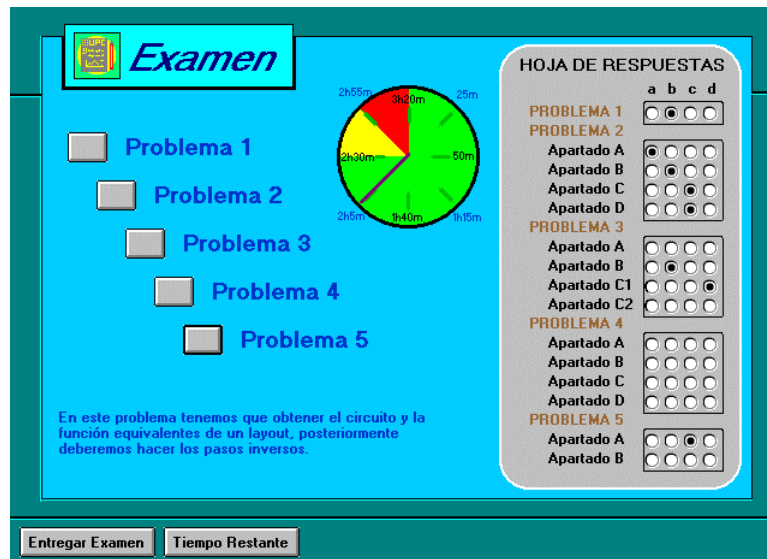 UPC
Examen
Problema 1
Problema 2
Problema 3
Problema 4
Problema 5
3h20m
25m
50m
1h15m
1h40m
2h5m
2h30m
2h55m
En este problema tenemos que obtener el circuito y la
función equivalentes de un layout, posteriormente
deberemos hacer los pasos inversos.
HOJA DE RESPUESTAS
a b c d
PROBLEMA 1
PROBLEMA 2
Apartado A
Apartado B
Apartado C
Apartado D
PROBLEMA 3
Apartado A
Apartado B
Apartado C1
Apartado C2
PROBLEMA 4
Apartado A
Apartado B
Apartado C
Apartado D
PROBLEMA 5
Apartado A
Apartado B
Entregar Examen
Tiempo Restante